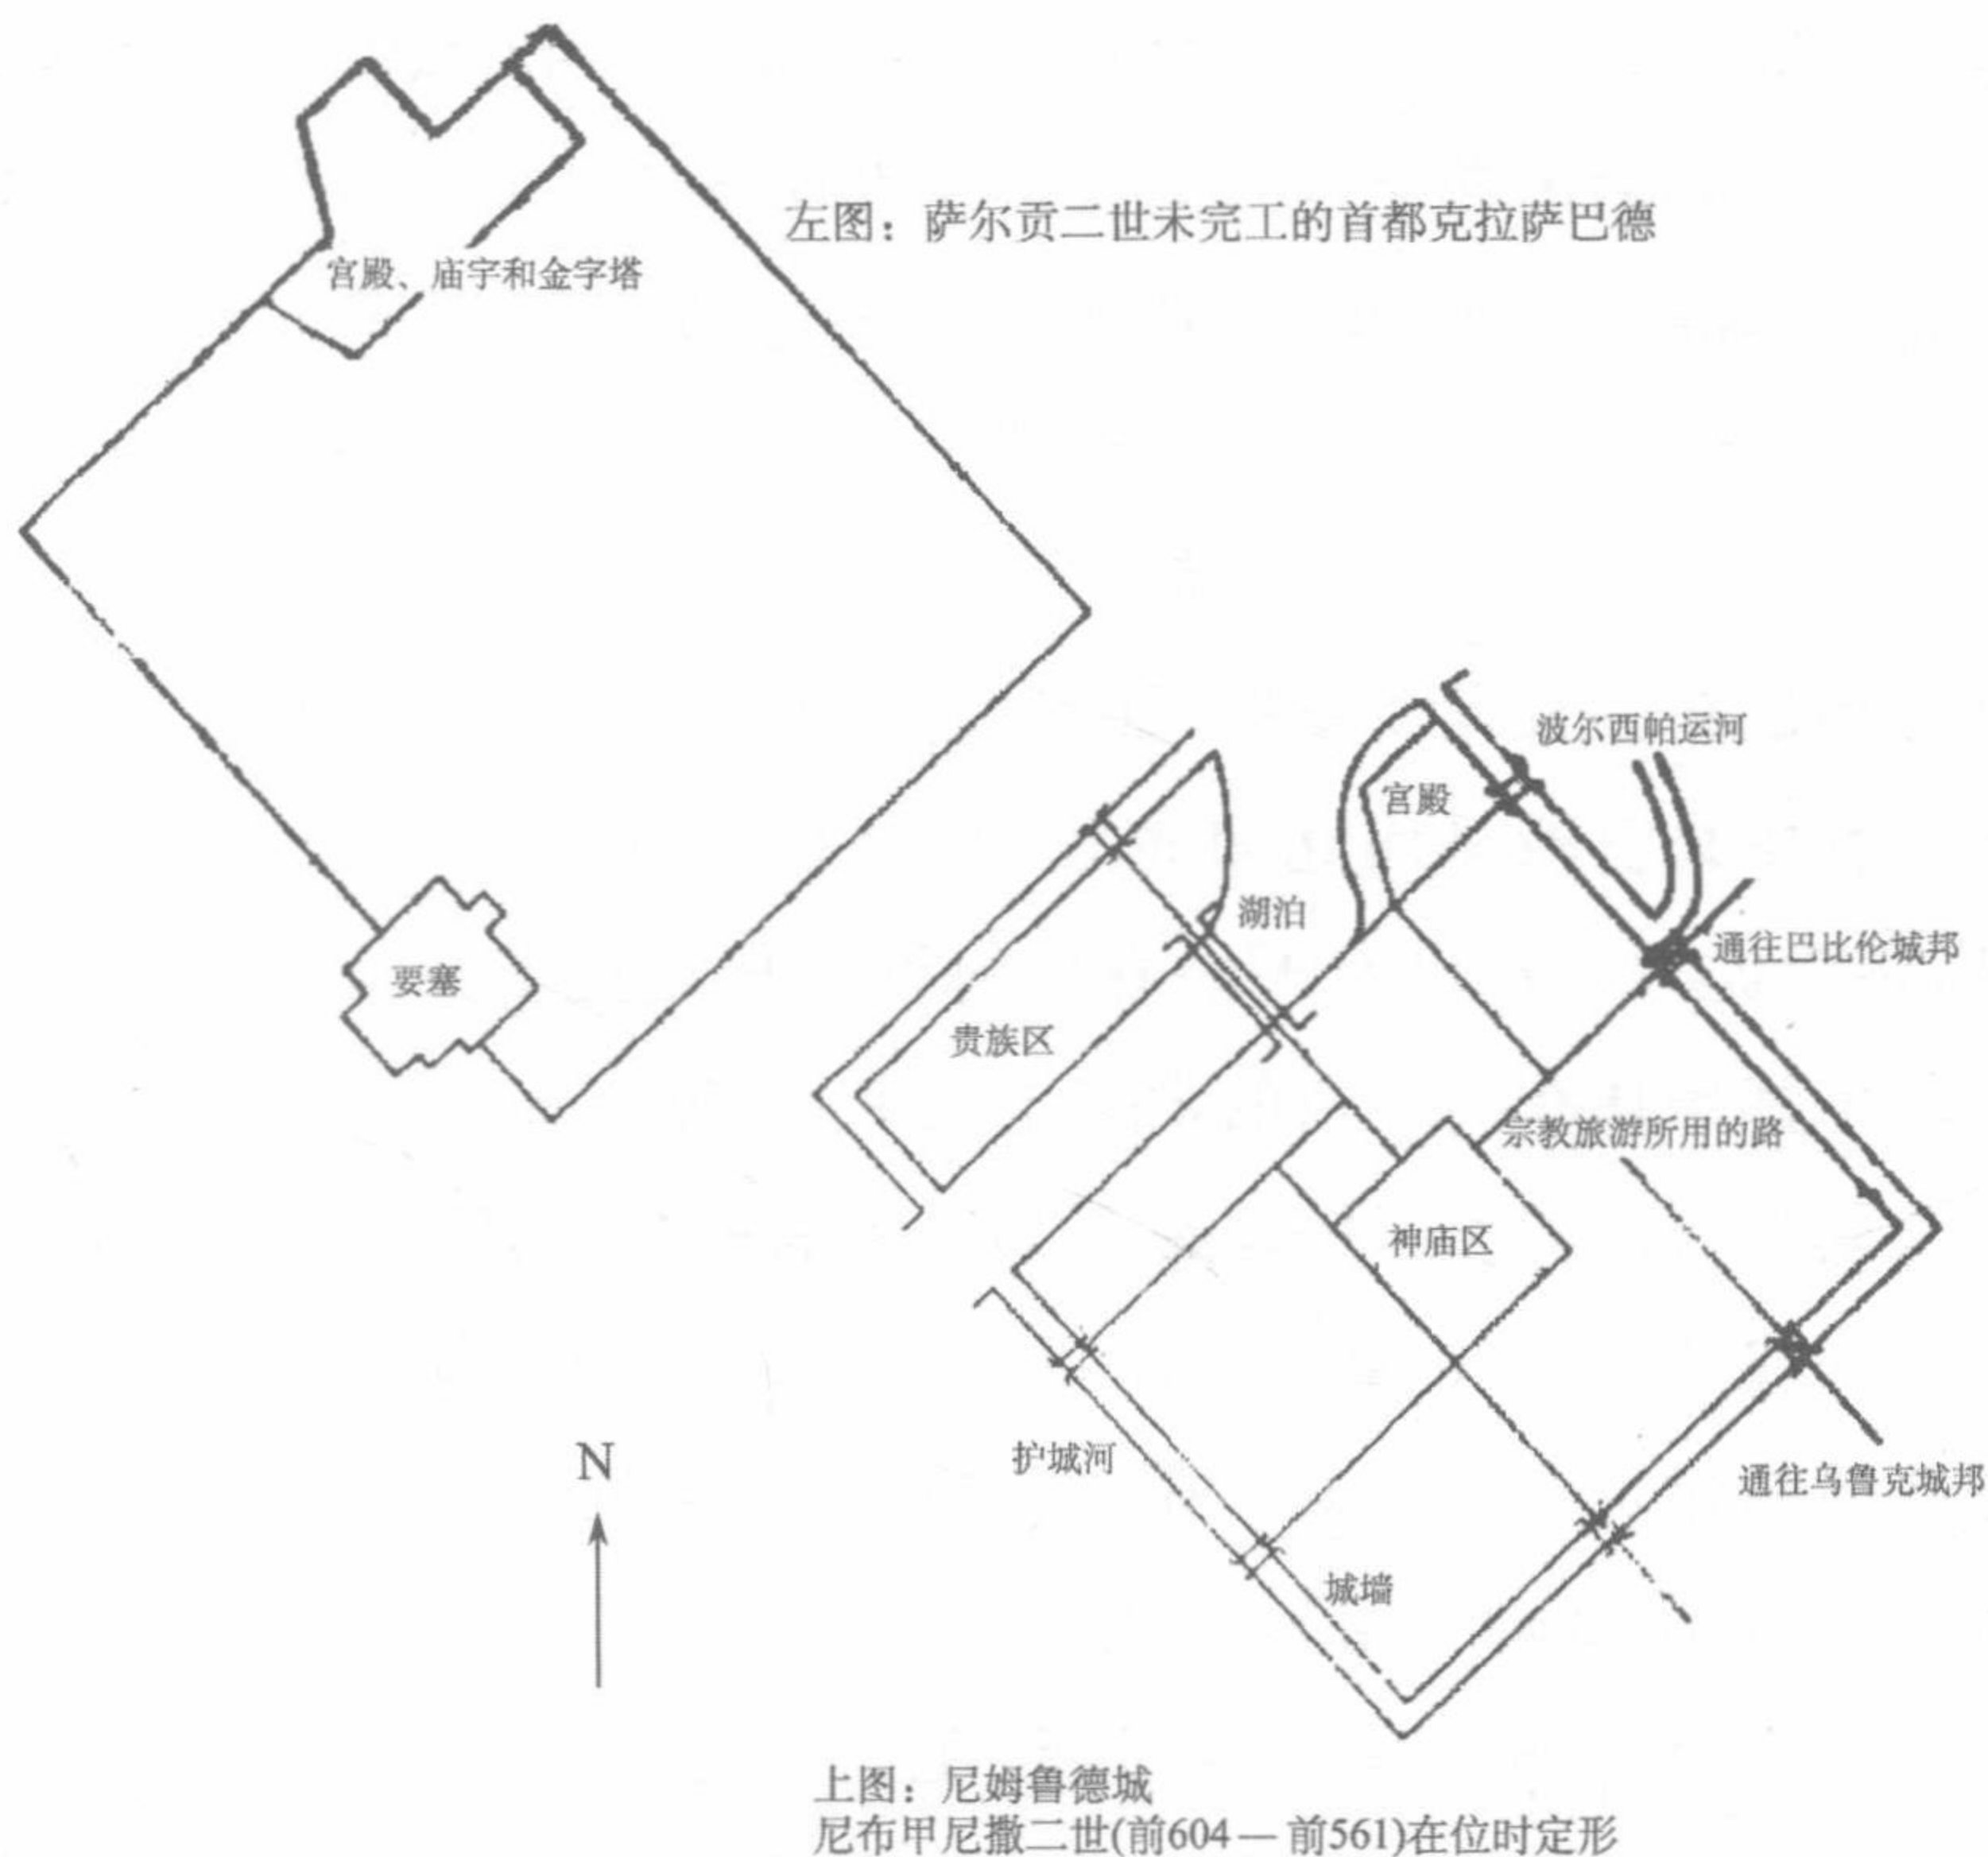 左图：萨尔贡二世未完工的首都克拉萨巴德
宫殿、庙宇和金字塔
要塞
波尔西帕运河
宫殿
湖泊
通往巴比伦城邦
贵族区
宗教旅游所用的路
神庙区
护城河
N
通往乌鲁克城邦
城墙
上图：尼姆鲁德城
尼布甲尼撒二世(前604—前561)在位时定形